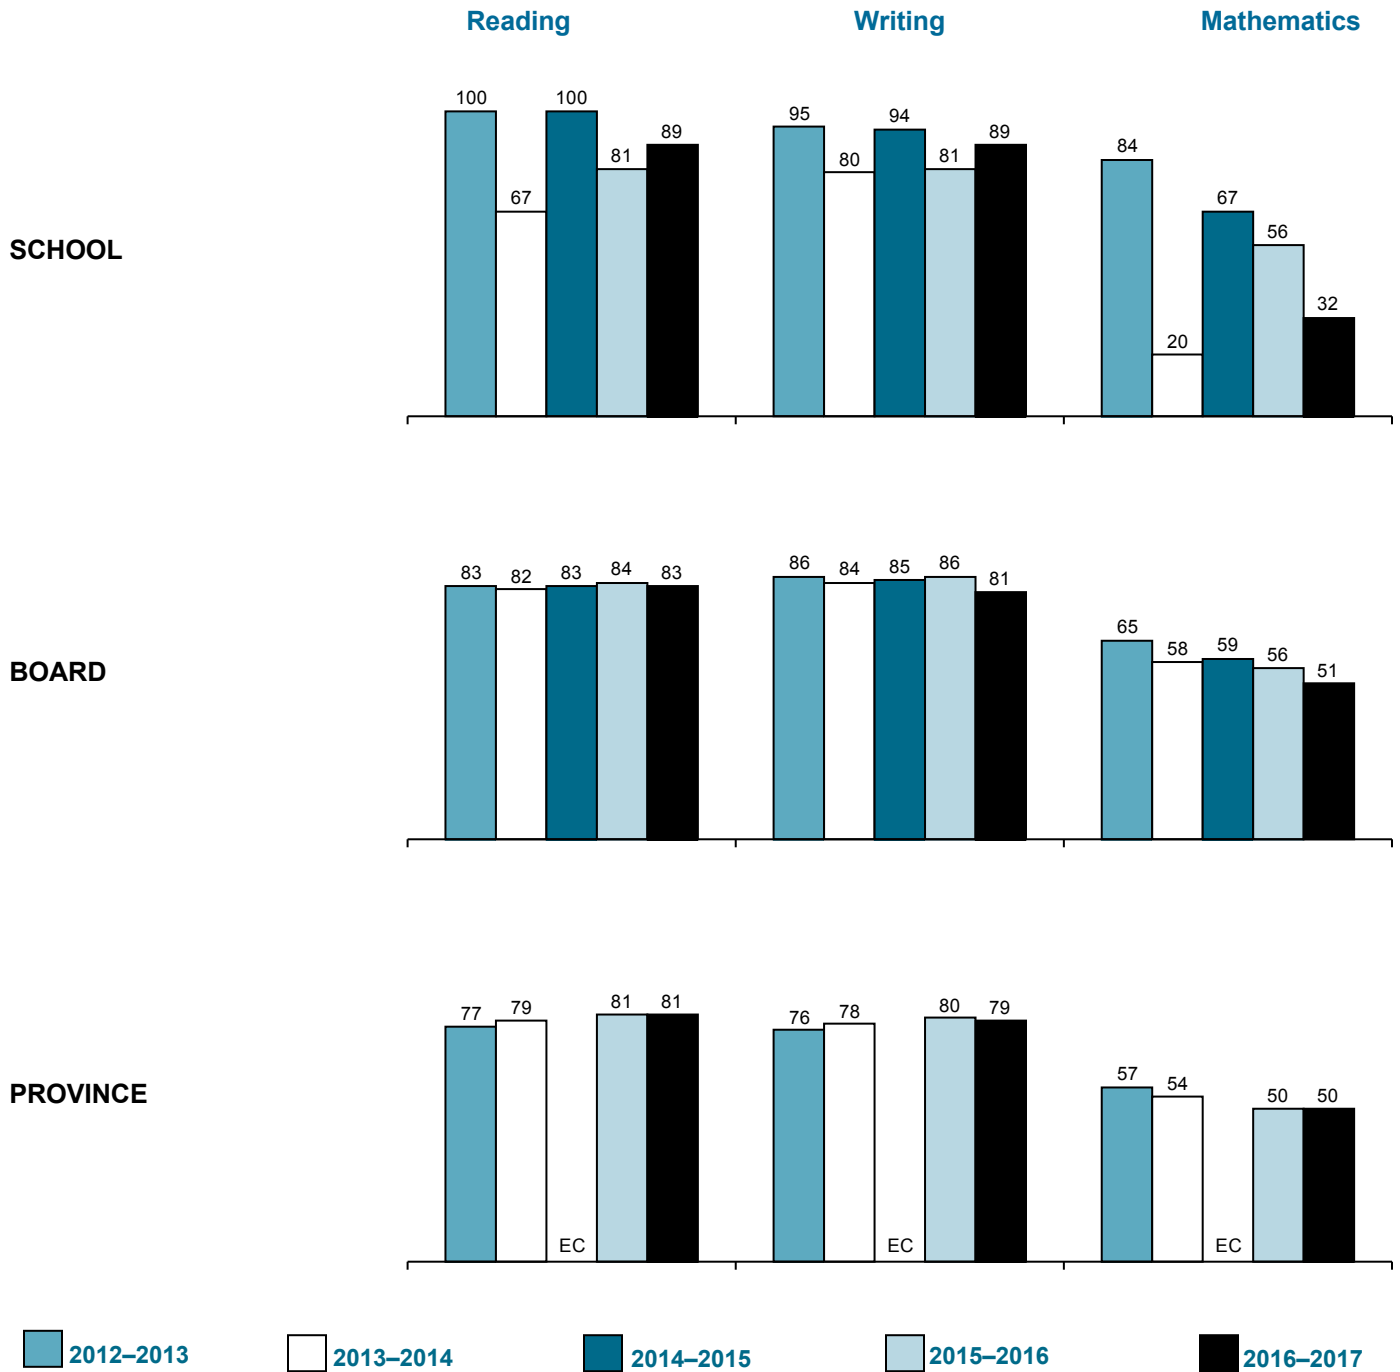 Reading Writing Mathematics
100 67 100 81 89 95 80 94 81 89 84 20 67 56 32
SCHOOL
83 82 83 84 83 86 84 85 86 81 65 58 59 56 51
BOARD
77 79 EC 81 81 76 78 EC 80 79 57 54 EC 50 50
PROVINCE
2012–2013 2013–2014 2014–2015 2015–2016 2016–2017